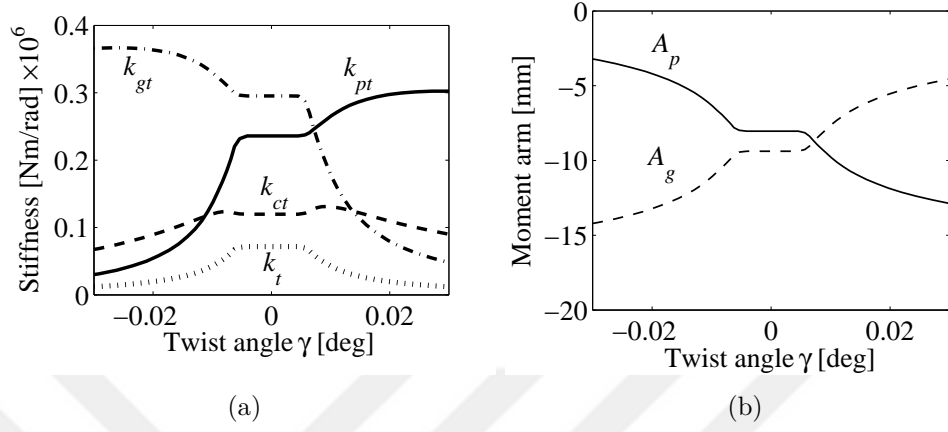 Stiffness [Nm/rad] ×10⁶
0.4
0.3
0.2
0.1
0
k_gt
k_pt
k_ct
k_t
−0.02
0
0.02
Twist angle γ [deg]
(a)
Moment arm [mm]
0
−5
−10
−15
−20
A_p
A_g
−0.02
0
0.02
Twist angle γ [deg]
(b)